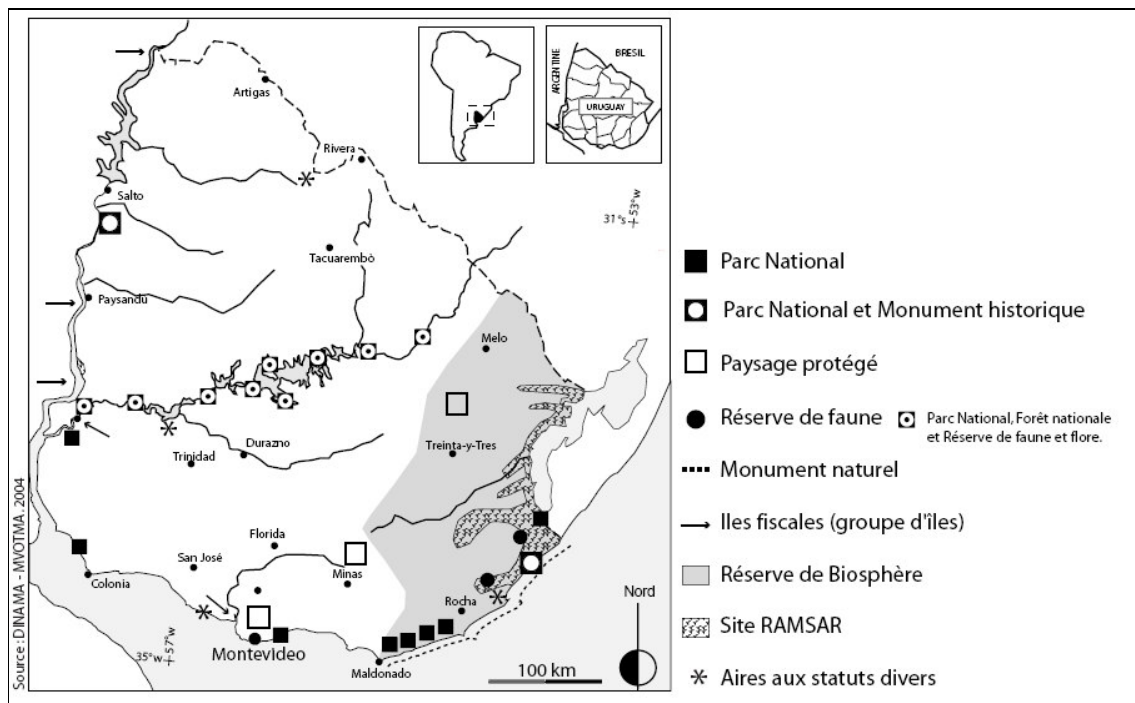 ARGENTINE
BRESIL
URUGUAY
Artigas
Rivera
Salto
31°s
53°w
Tacuarembò
Paysandu
Melo
Treinta-y-Tres
Durazno
Trinidad
Florida
San José
Minas
Colonia
Rocha
Nord
35°w
57°w
Montevideo
Maldonado
100 km
Source : DINAMA - MVOTMA. 2004
Parc National
Parc National et Monument historique
Paysage protégé
Réserve de faune
Parc National, Forêt nationale
et Réserve de faune et flore.
Monument naturel
Iles fiscales (groupe d'îles)
Réserve de Biosphère
Site RAMSAR
Aires aux statuts divers